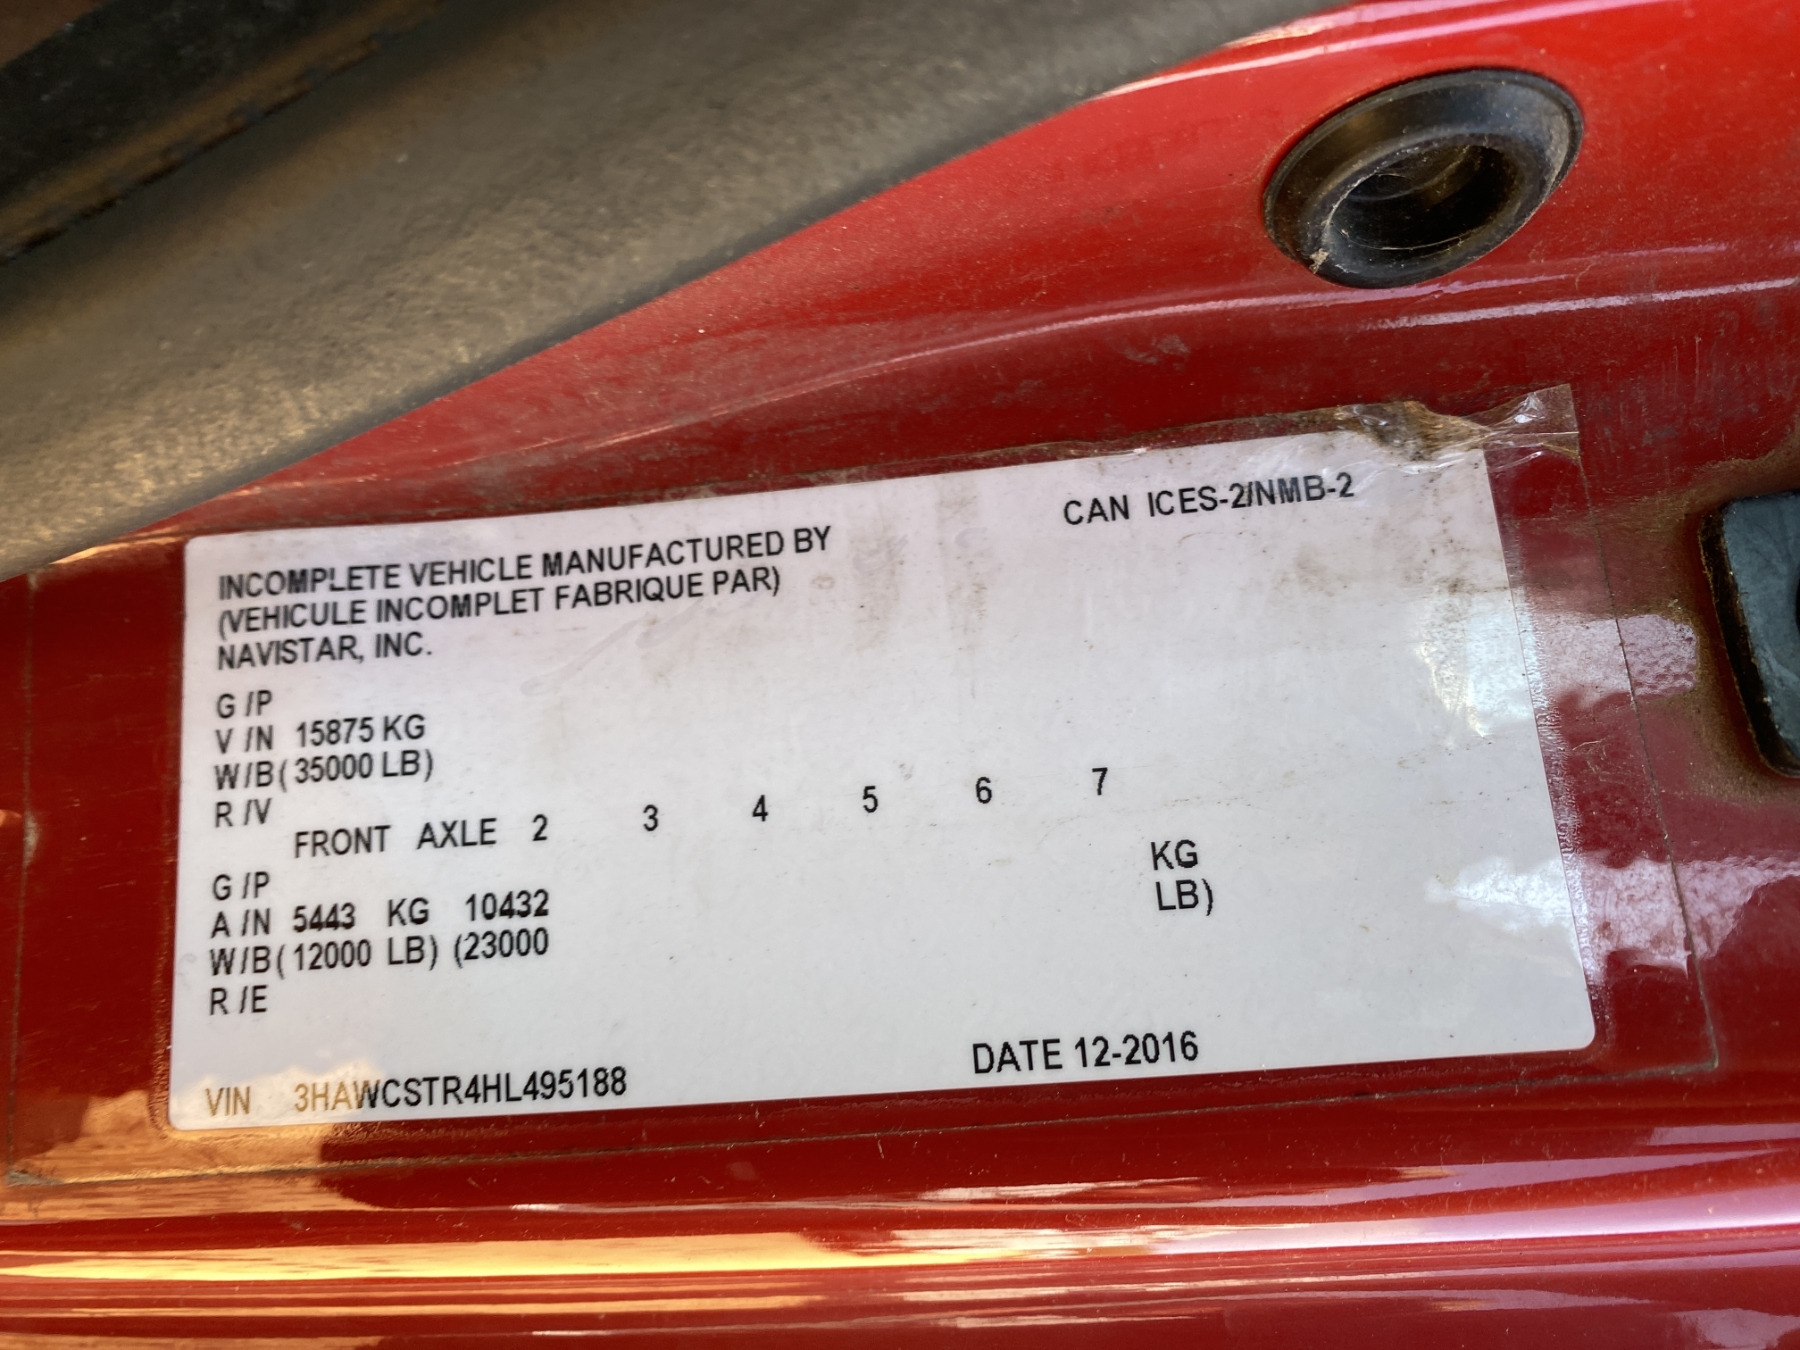 CAN ICES-2/NMB-2
INCOMPLETE VEHICLE MANUFACTURED BY
(VEHICULE INCOMPLET FABRIQUE PAR)
NAVISTAR, INC.
G /P
V /N 15875 KG
W/B( 35000 LB)
R /V
FRONT AXLE 2 3 4 5 6 7
G /P KG
A /N 5443 KG 10432 LB)
W/B( 12000 LB) (23000
R /E
VIN 3HAWCSTR4HL495188 DATE 12-2016